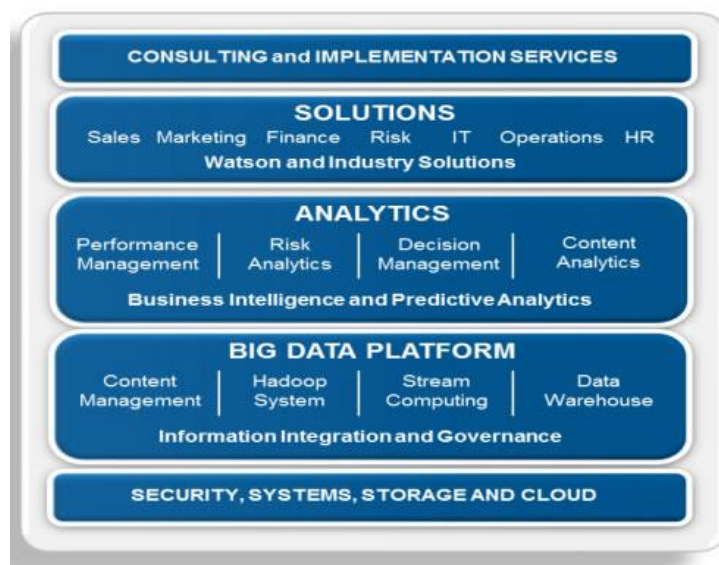 CONSULTING and IMPLEMENTATION SERVICES
SOLUTIONS
Sales Marketing Finance Risk IT Operations HR
Watson and Industry Solutions
ANALYTICS
Performance Management
Risk Analytics
Decision Management
Content Analytics
Business Intelligence and Predictive Analytics
BIG DATA PLATFORM
Content Management
Hadoop System
Stream Computing
Data Warehouse
Information Integration and Governance
SECURITY, SYSTEMS, STORAGE AND CLOUD